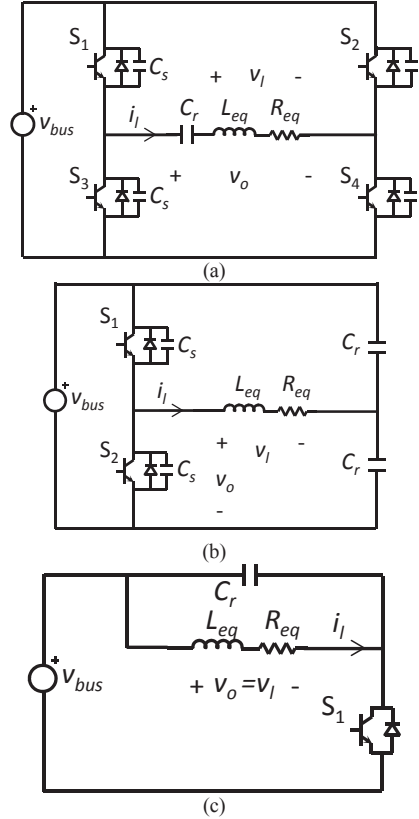 S1 S2
Cs + vl -
+ vbus il Cr Leq Req
S3 Cs + vo - S4
(a)
S1
Cs Cr
+ vbus il Leq Req
S2 Cs + vl - Cr
vo
-
(b)
Cr
Leq Req il
+ vbus + vo =vl -
S1
(c)